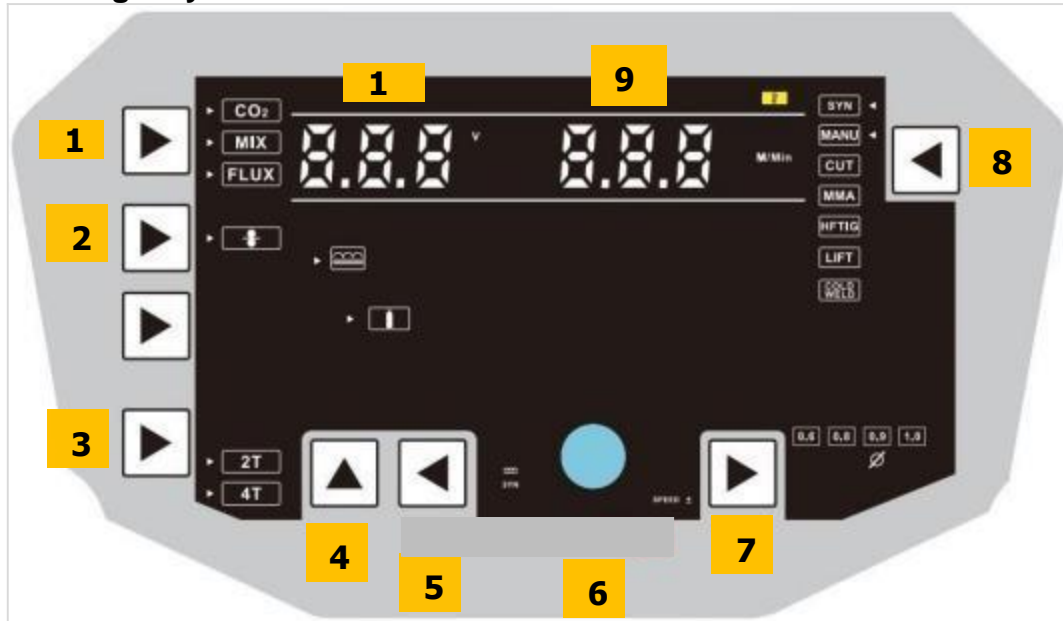 1 9
CO₂ SYN
1 MIX 8.8.8 V 8.8.8 M/Min MANU 8
FLUX CUT
MMA
2 HFTIG
LIFT
COLD
WELD
3 0.6 0.8 0.9 1.0
2T Ø
4T SYN SPEED ±
4 5 6 7